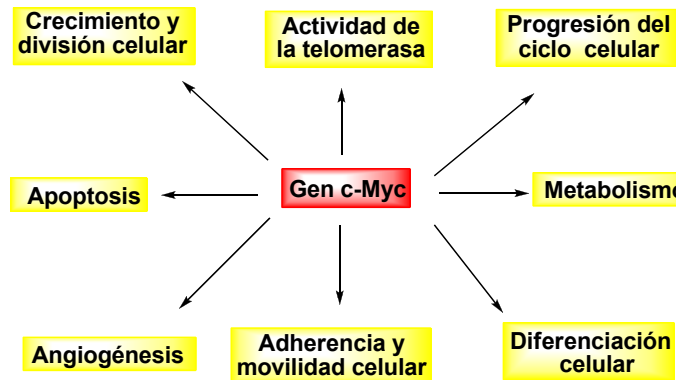 Crecimiento y
división celular
Actividad de
la telomerasa
Progresión del
ciclo celular
Apoptosis
Gen c-Myc
Metabolismo
Angiogénesis
Adherencia y
movilidad celular
Diferenciación
celular